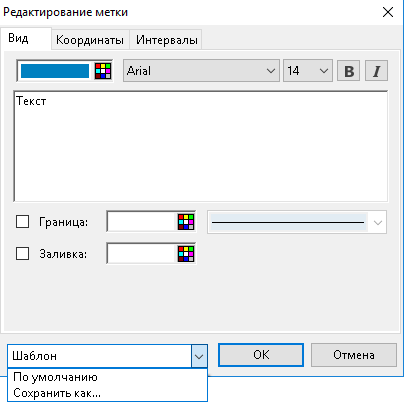 Редактирование метки
Вид Координаты Интервалы
Arial 14 B I
Текст
Граница:
Заливка:
Шаблон OK Отмена
По умолчанию
Сохранить как...